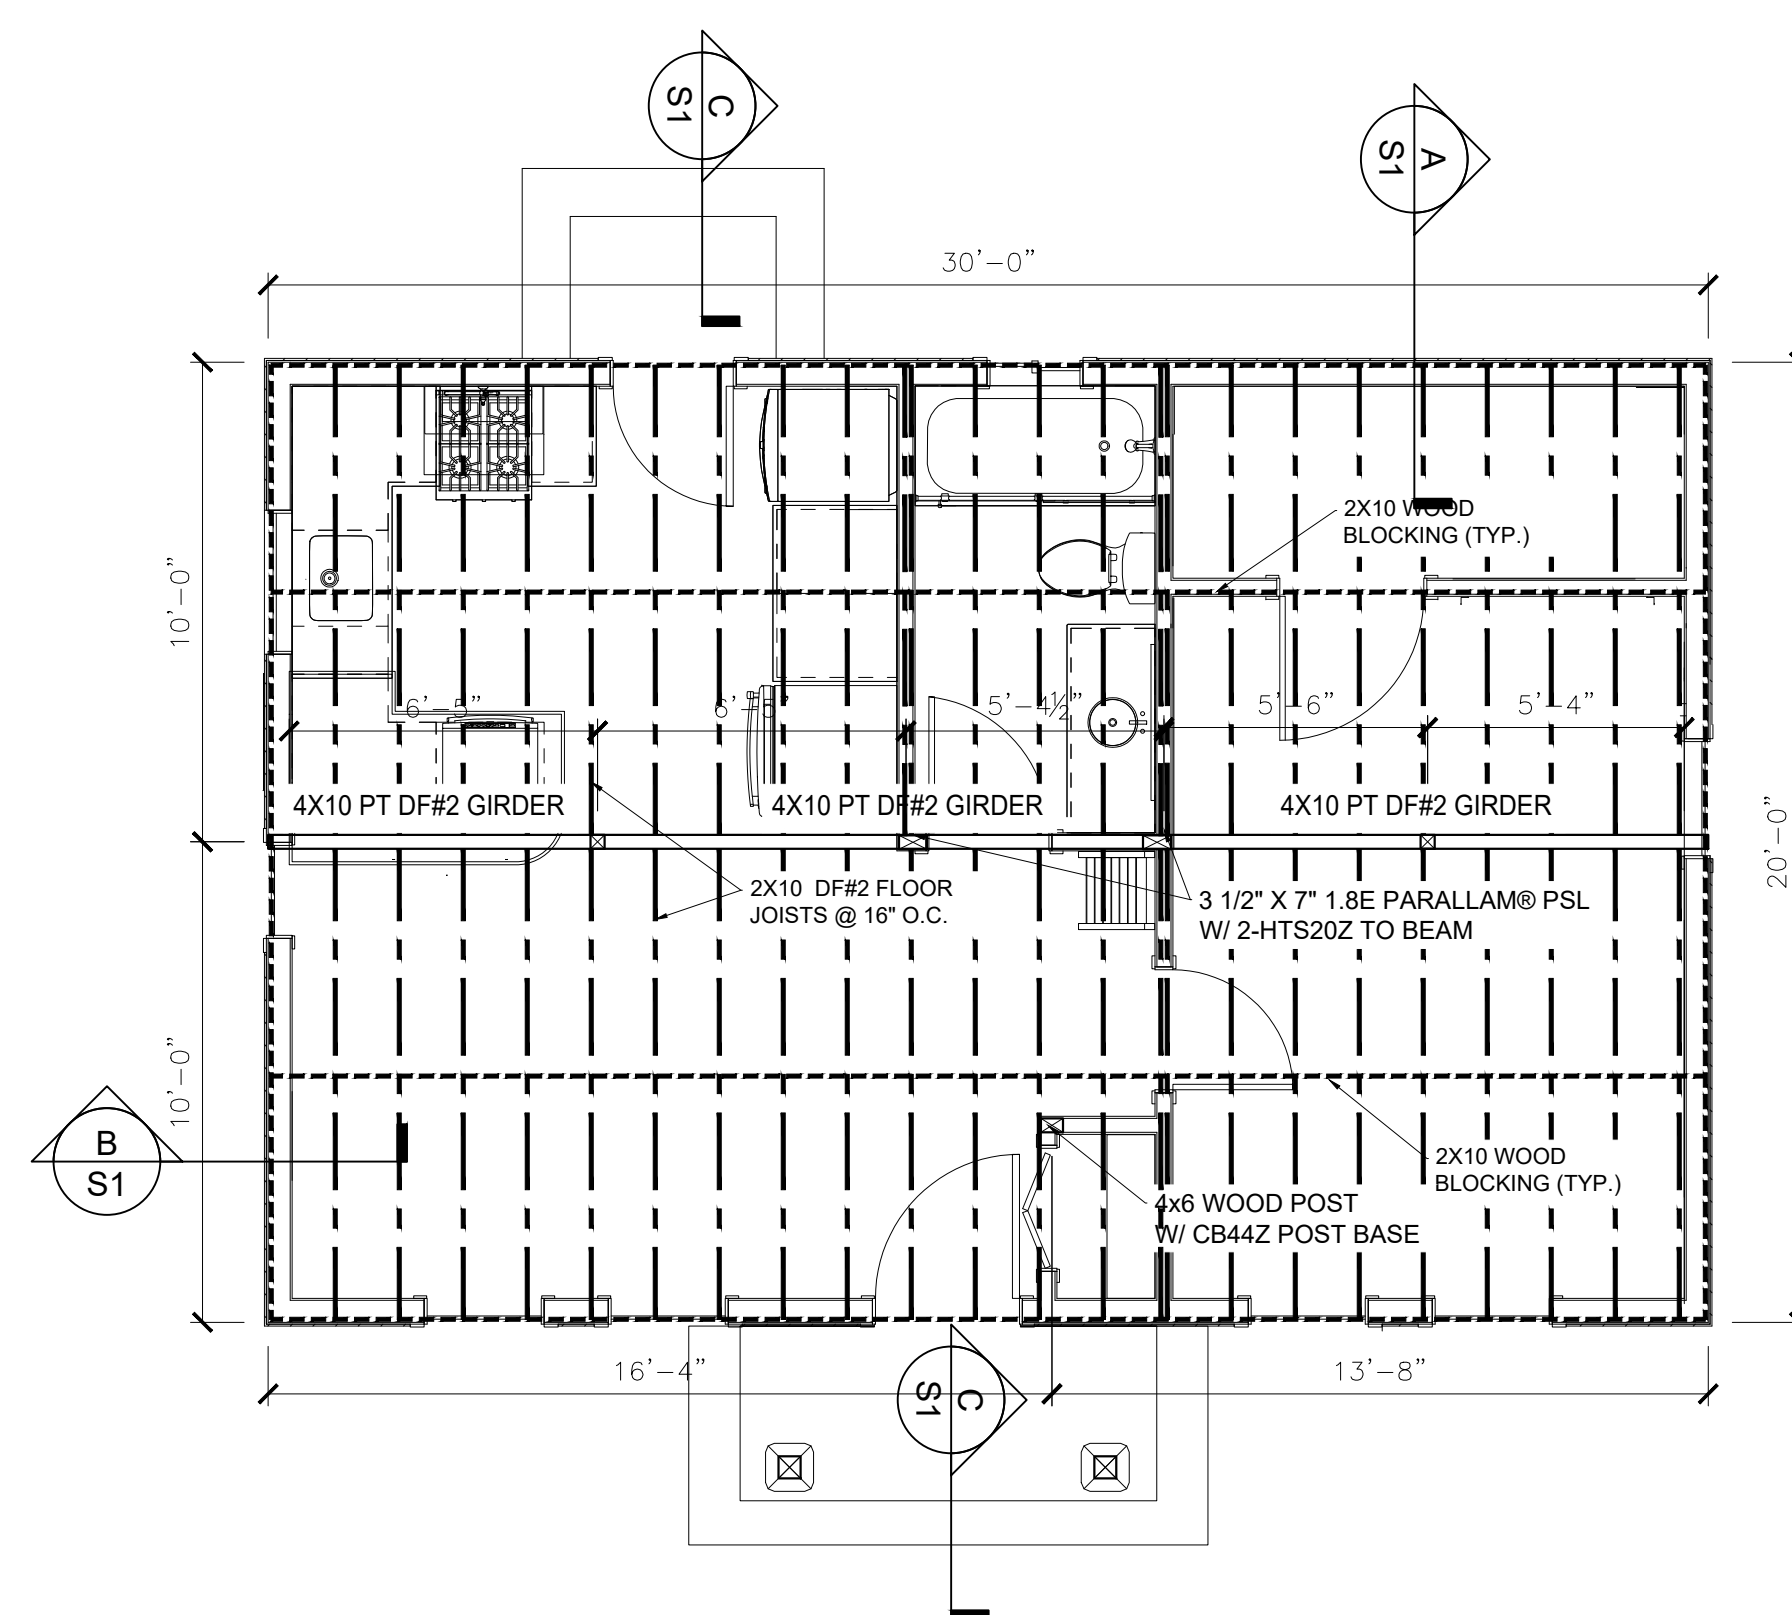 C
S1
A
S1
30'-0"
2X10 WOOD
BLOCKING (TYP.)
10'-0"
6'-5"
5'-4½"
5'-6"
5'-4"
4X10 PT DF#2 GIRDER
4X10 PT DF#2 GIRDER
4X10 PT DF#2 GIRDER
20'-0"
2X10 DF#2 FLOOR
JOISTS @ 16" O.C.
3 1/2" X 7" 1.8E PARALLAM® PSL
W/ 2-HTS20Z TO BEAM
10'-0"
B
S1
2X10 WOOD
BLOCKING (TYP.)
4x6 WOOD POST
W/ CB44Z POST BASE
16'-4"
13'-8"
C
S1